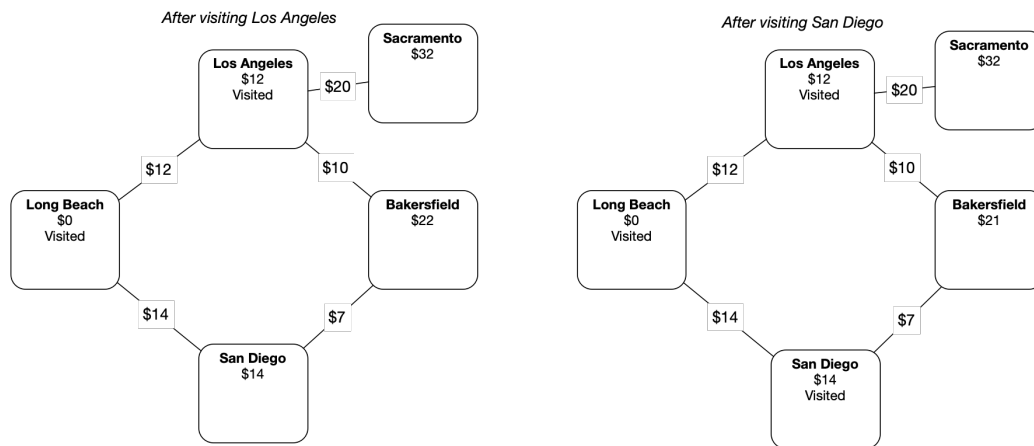 After visiting Los Angeles
Sacramento
$32
Los Angeles
$12
Visited
$20
$12
$10
Long Beach
$0
Visited
Bakersfield
$22
$14
$7
San Diego
$14
After visiting San Diego
Sacramento
$32
Los Angeles
$12
Visited
$20
$12
$10
Long Beach
$0
Visited
Bakersfield
$21
$14
$7
San Diego
$14
Visited